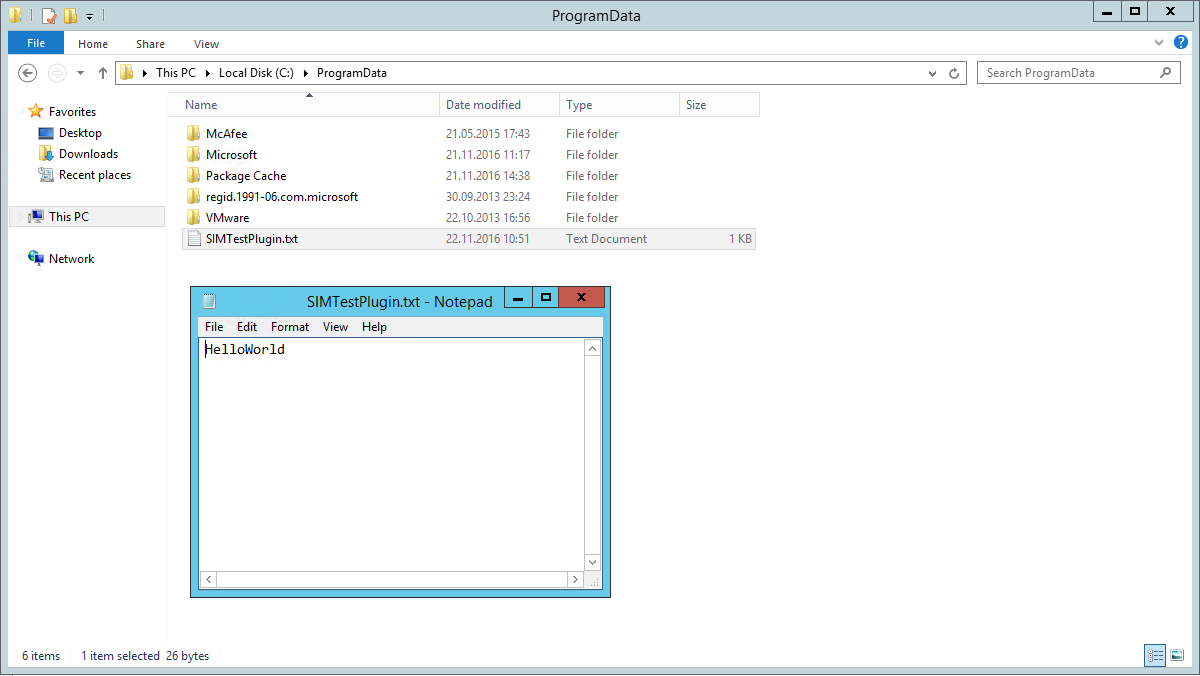 ProgramData
File Home Share View
This PC Local Disk (C:) ProgramData Search ProgramData
Favorites
Desktop
Downloads
Recent places
This PC
Network
Name Date modified Type Size
McAfee 21.05.2015 17:43 File folder
Microsoft 21.11.2016 11:17 File folder
Package Cache 21.11.2016 14:38 File folder
regid.1991-06.com.microsoft 30.09.2013 23:24 File folder
VMware 22.10.2013 16:56 File folder
SIMTestPlugin.txt 22.11.2016 10:51 Text Document 1 KB
SIMTestPlugin.txt - Notepad
File Edit Format View Help
HelloWorld
6 items 1 item selected 26 bytes